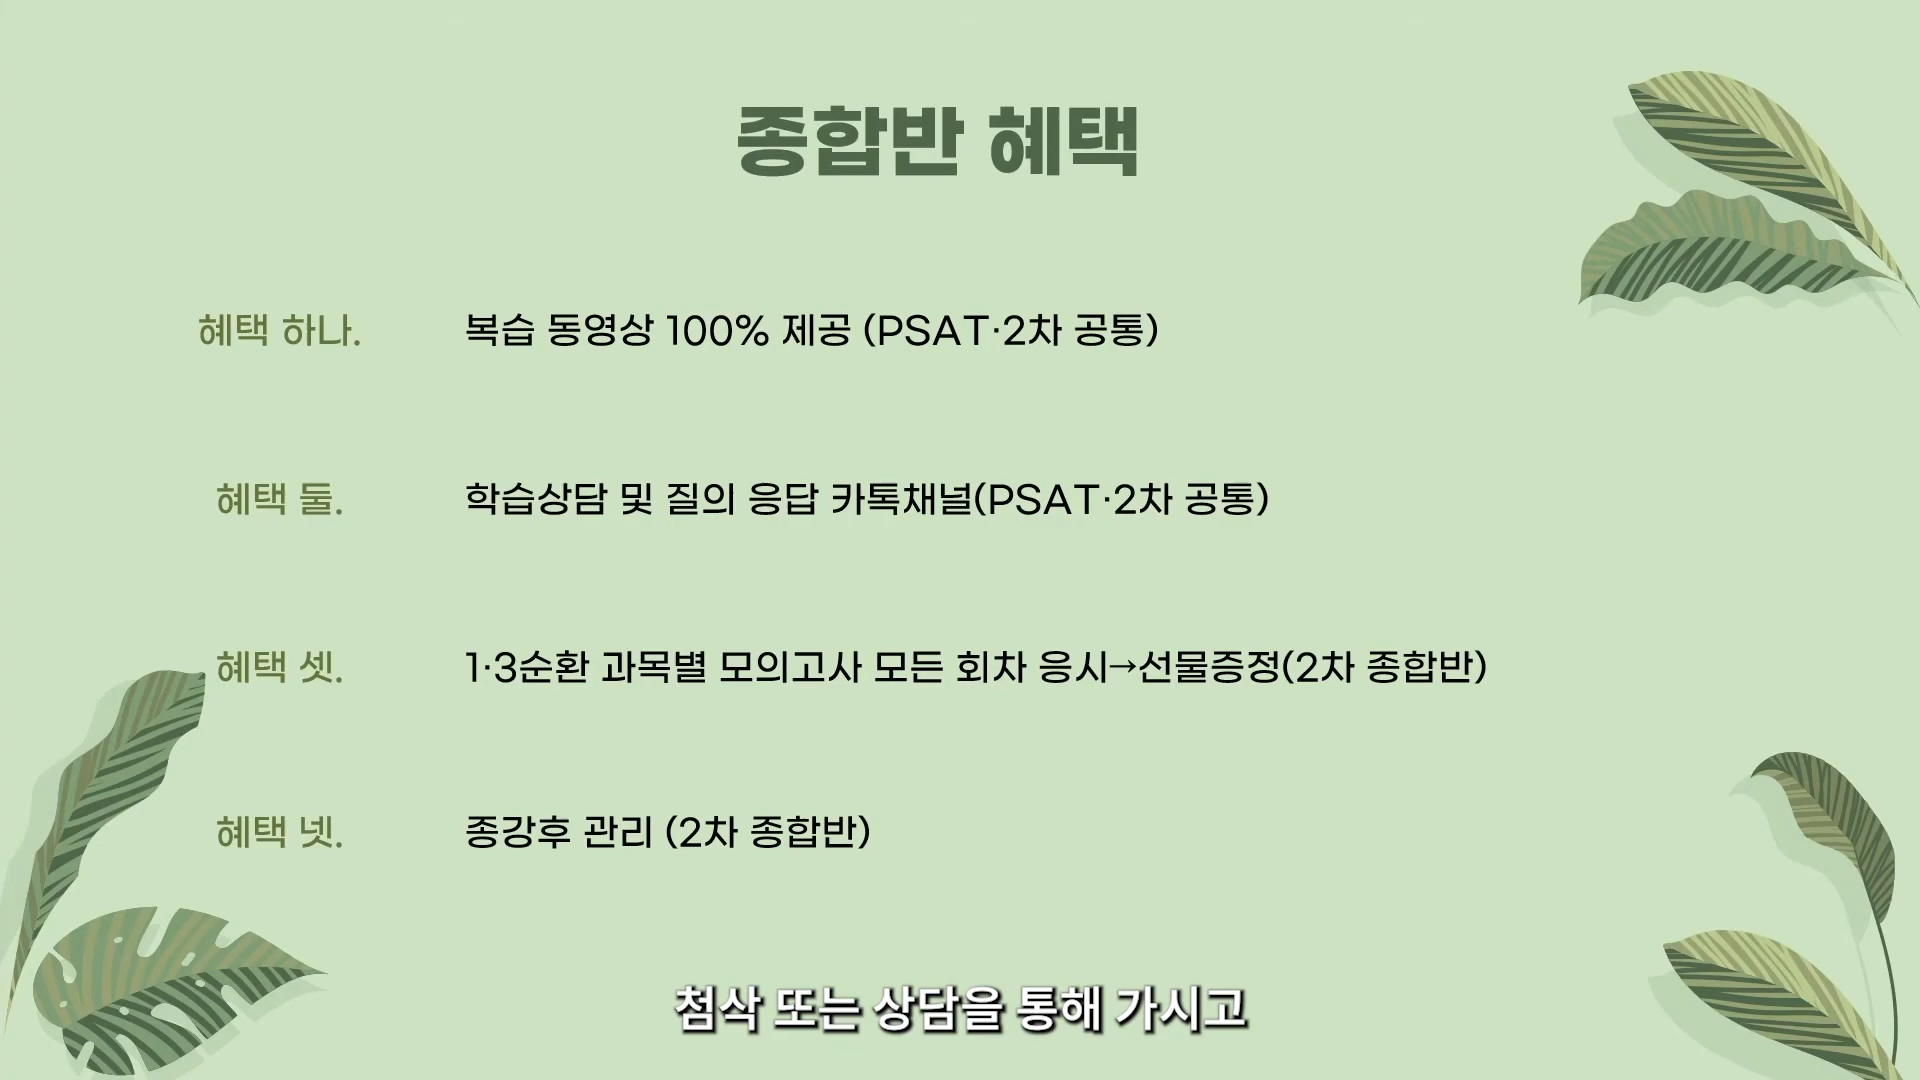 종합반 혜택
혜택 하나. 복습 동영상 100% 제공 (PSAT·2차 공통)
혜택 둘. 학습상담 및 질의 응답 카톡채널(PSAT·2차 공통)
혜택 셋. 1·3순환 과목별 모의고사 모든 회차 응시→선물증정(2차 종합반)
혜택 넷. 종강후 관리 (2차 종합반)
첨삭 또는 상담을 통해 가시고